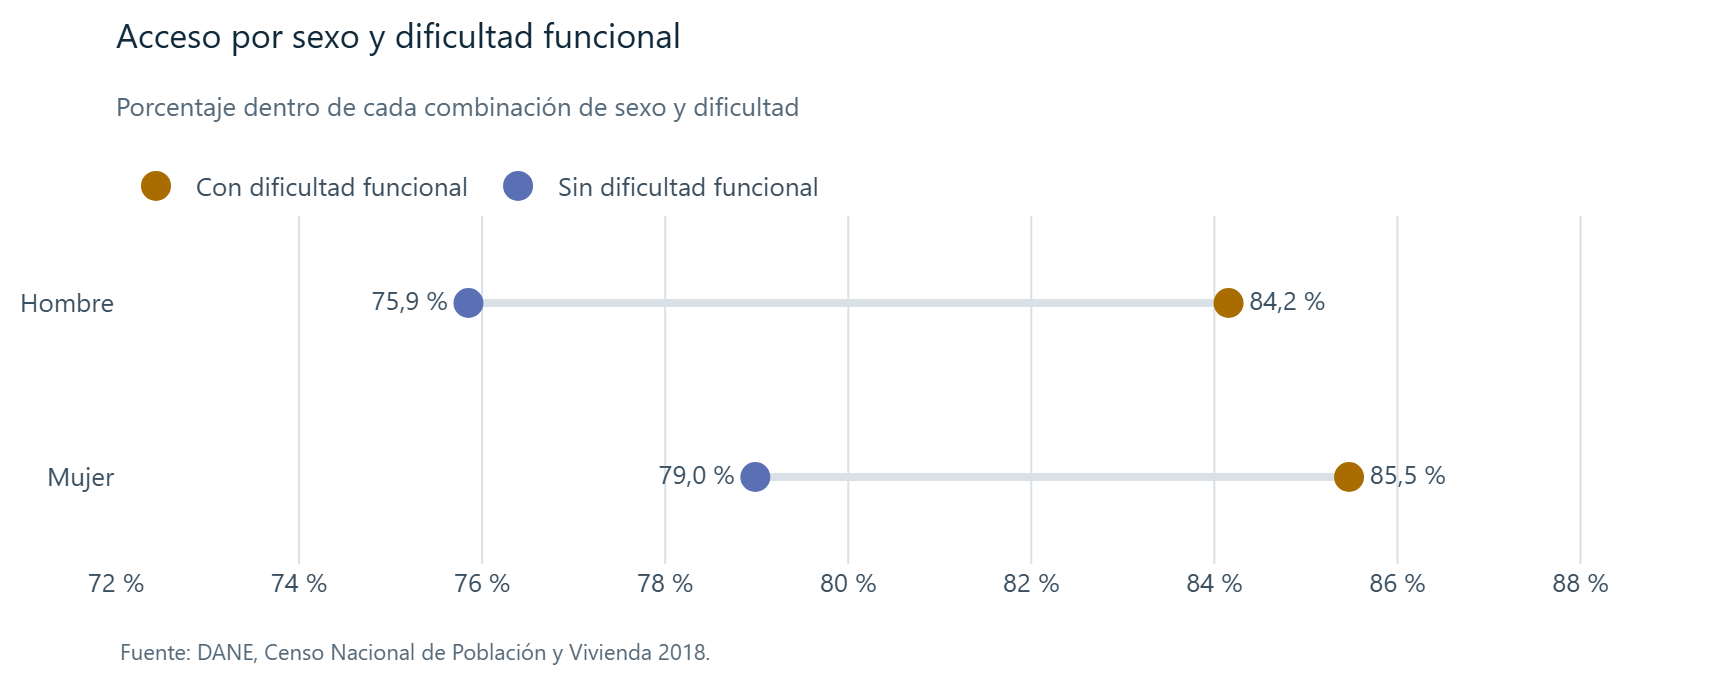 Acceso por sexo y dificultad funcional
Porcentaje dentro de cada combinación de sexo y dificultad
Con dificultad funcional Sin dificultad funcional
Hombre 75,9 % 84,2 %
Mujer 79,0 % 85,5 %
72 % 74 % 76 % 78 % 80 % 82 % 84 % 86 % 88 %
Fuente: DANE, Censo Nacional de Población y Vivienda 2018.